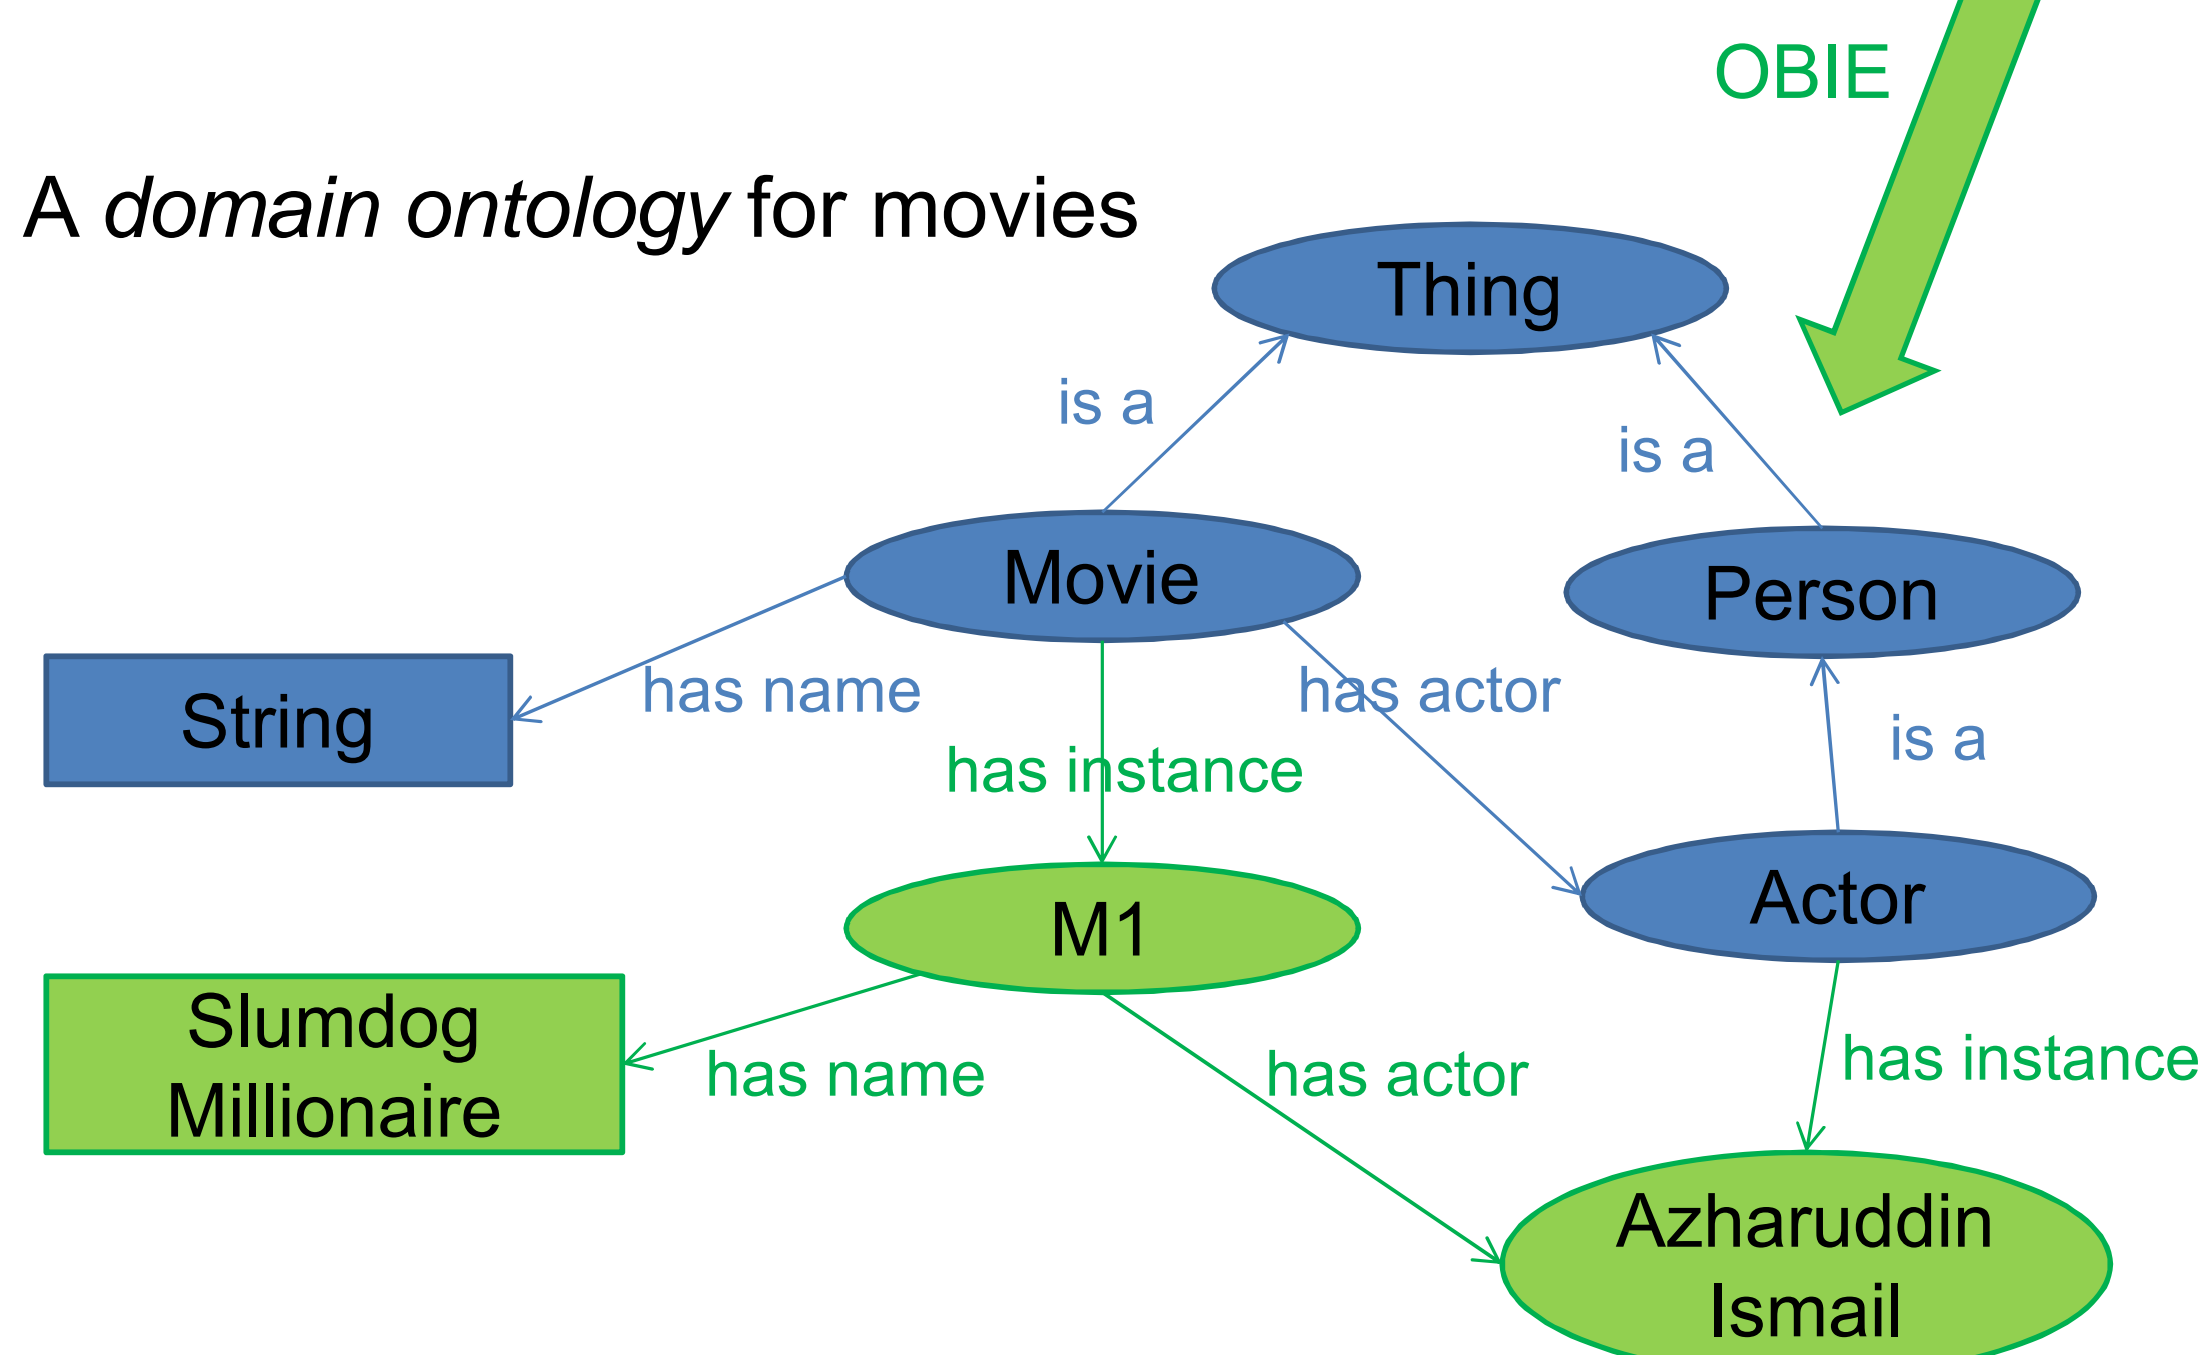 OBIE
A domain ontology for movies
Thing
is a
is a
Movie
Person
String
has name
has actor
is a
has instance
Actor
M1
Slumdog
Millionaire
has name
has actor
has instance
Azharuddin
Ismail